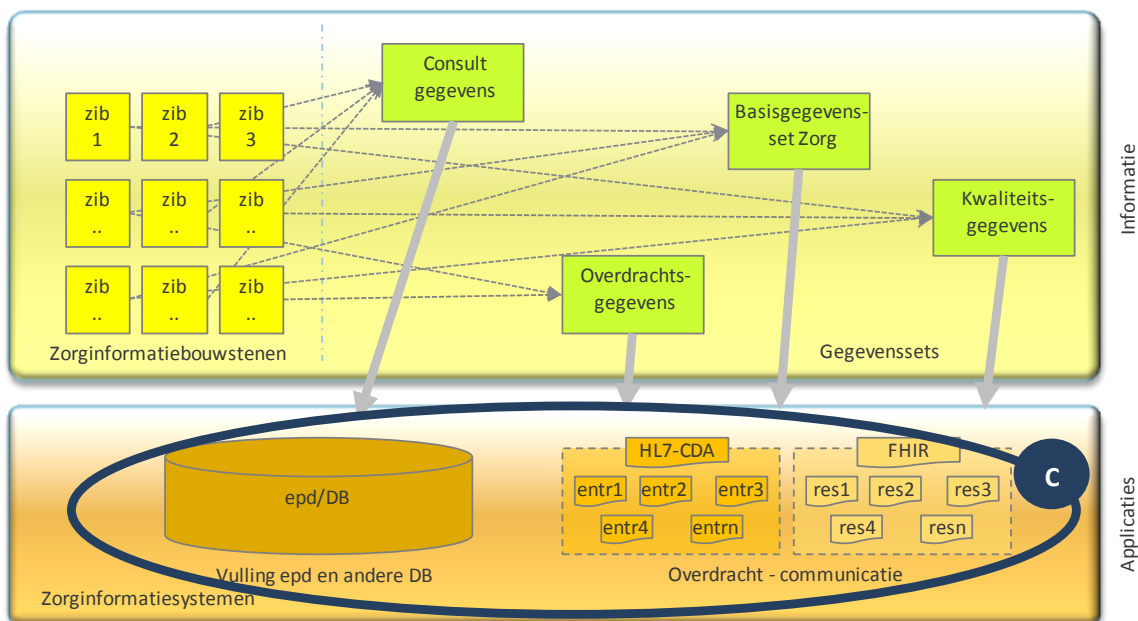 Consult
gegevens
zib
1
zib
2
zib
3
Basisgegevens-
set Zorg
zib
..
zib
..
zib
..
Kwaliteits-
gegevens
zib
..
zib
..
zib
..
Overdrachts-
gegevens
Zorginformatiebouwstenen
Gegevenssets
Informatie
HL7-CDA
FHIR
C
epd/DB
entr1
entr2
entr3
res1
res2
res3
entr4
entrn
res4
resn
Vulling epd en andere DB
Overdracht - communicatie
Zorginformatiesystemen
Applicaties